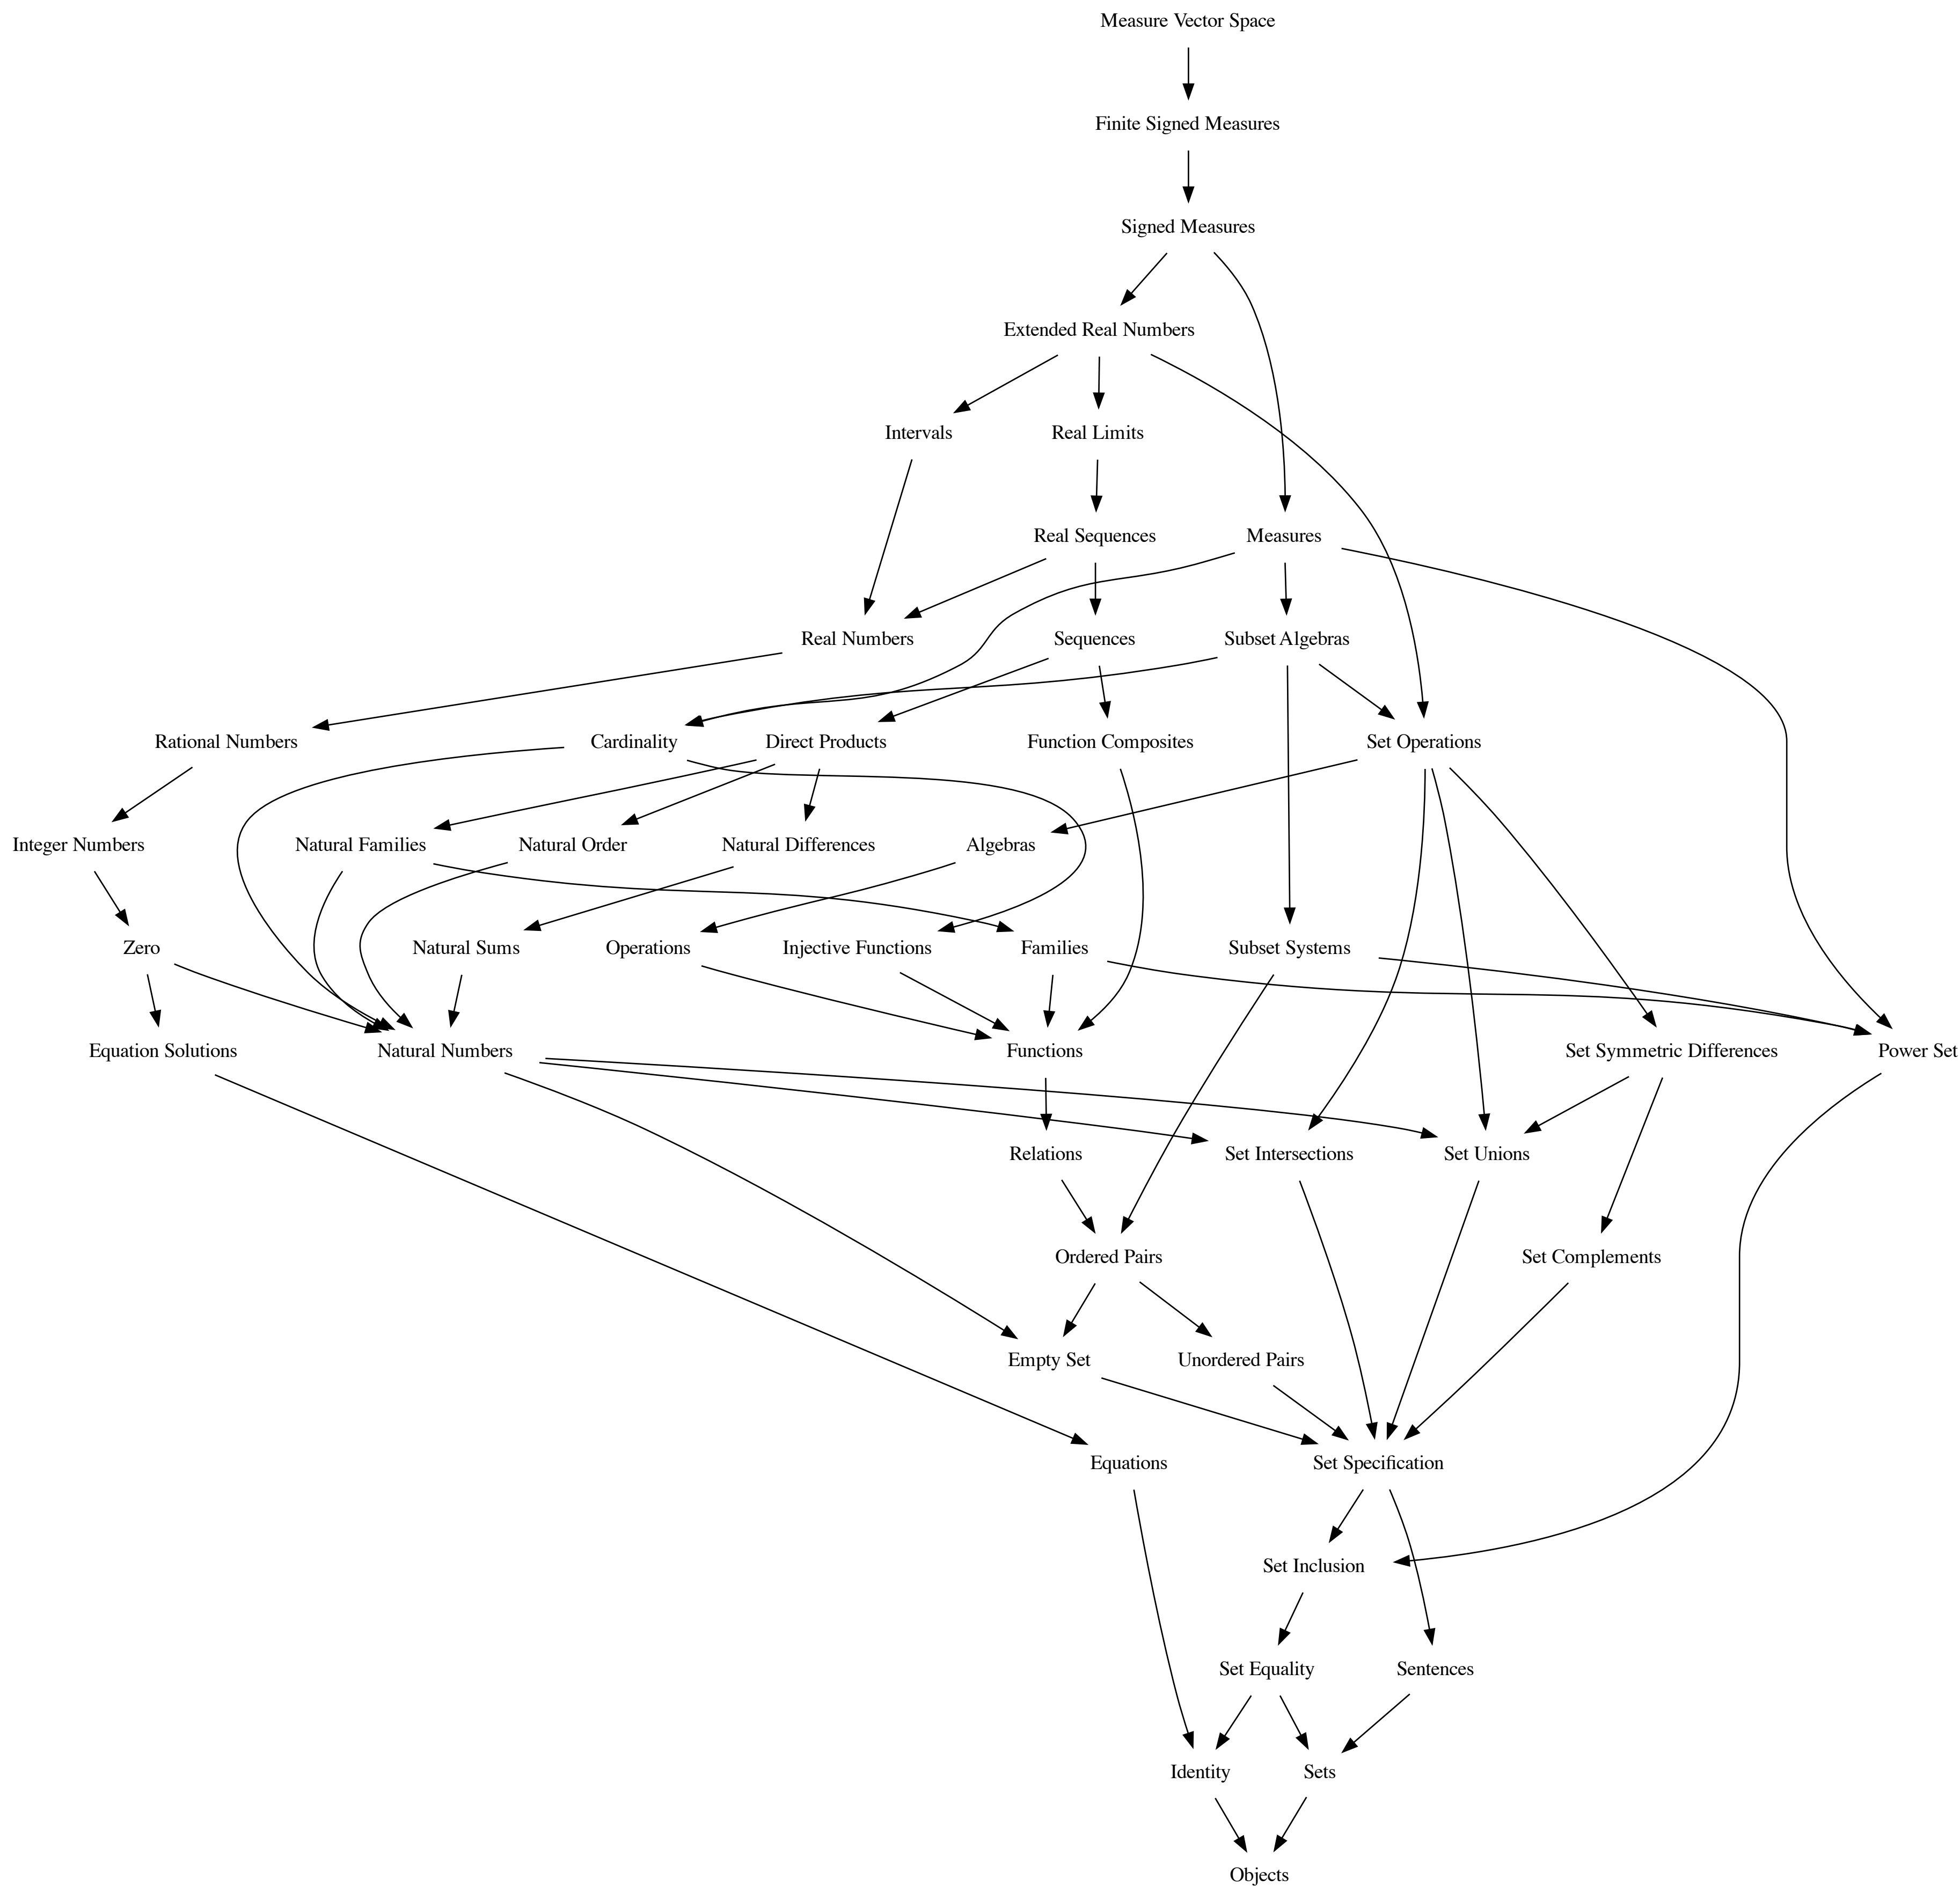 Measure Vector Space
Finite Signed Measures
Signed Measures
Extended Real Numbers
Intervals
Real Limits
Real Sequences
Measures
Real Numbers
Sequences
Subset Algebras
Rational Numbers
Cardinality
Direct Products
Function Composites
Set Operations
Integer Numbers
Natural Families
Natural Order
Natural Differences
Algebras
Zero
Natural Sums
Operations
Injective Functions
Families
Subset Systems
Equation Solutions
Natural Numbers
Functions
Set Symmetric Differences
Power Set
Relations
Set Intersections
Set Unions
Ordered Pairs
Set Complements
Empty Set
Unordered Pairs
Equations
Set Specification
Set Inclusion
Set Equality
Sentences
Identity
Sets
Objects